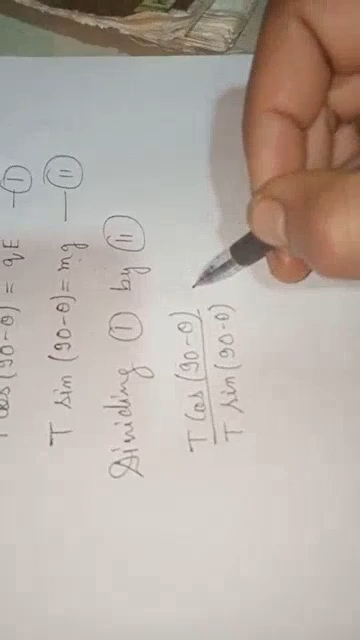 T cos (90-θ) = qE —(I)
T sin (90-θ) = mg —(II)
Dividing (I) by (II)
T Cos (90-θ)
T sin (90-θ)